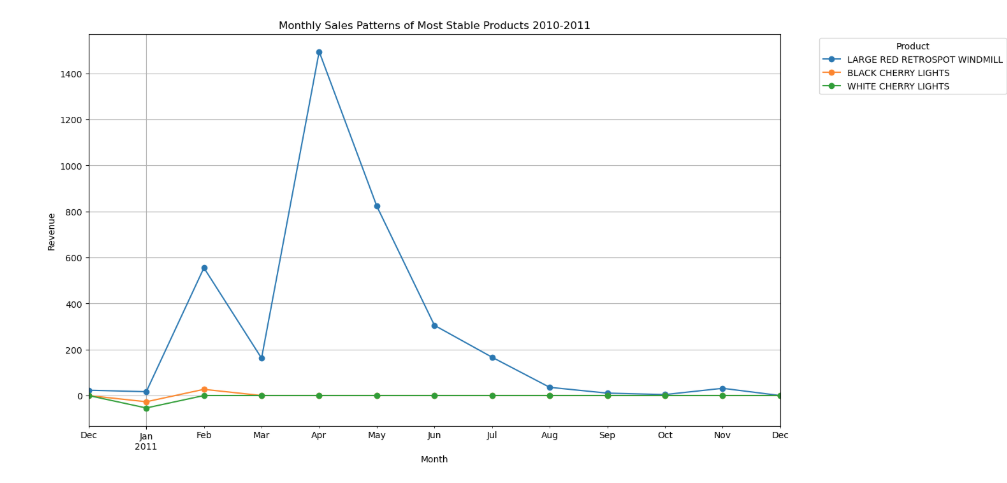 Monthly Sales Patterns of Most Stable Products 2010-2011
Product
LARGE RED RETROSPOT WINDMILL
BLACK CHERRY LIGHTS
WHITE CHERRY LIGHTS
1400
1200
1000
800
600
400
200
0
Revenue
Dec Jan Feb Mar Apr May Jun Jul Aug Sep Oct Nov Dec
2011
Month